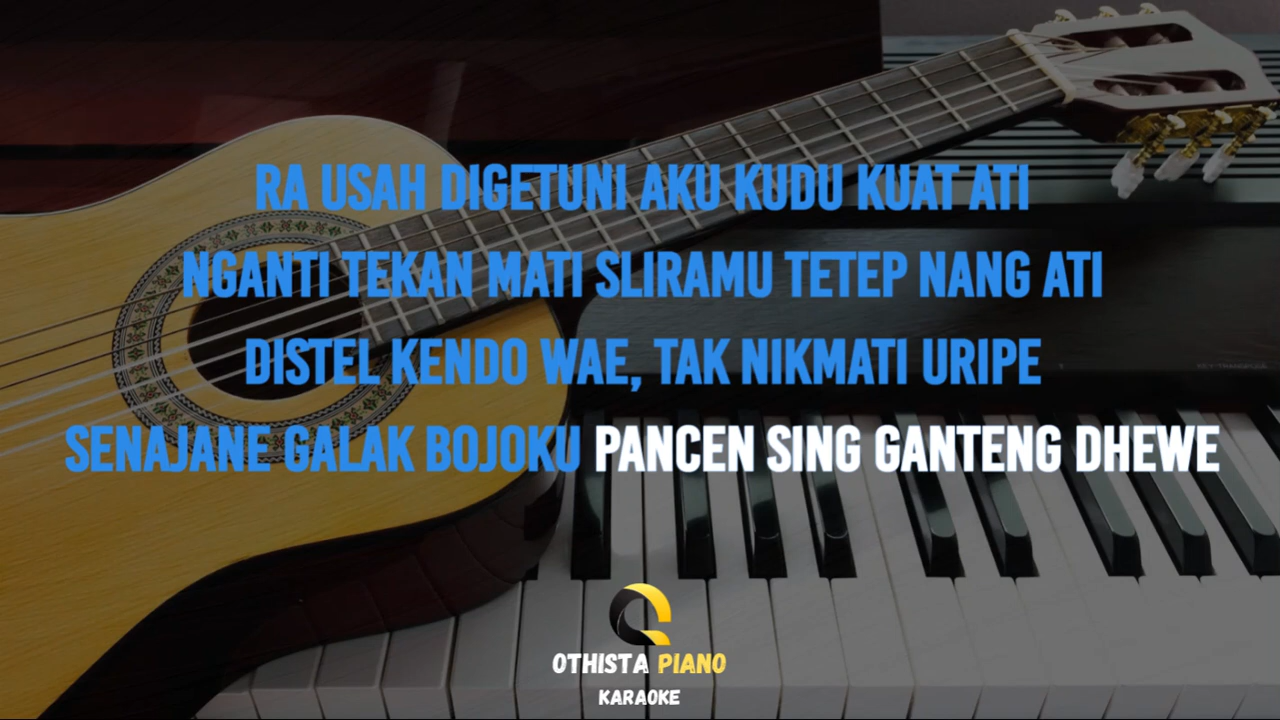 RA USAH DIGETUNI AKU KUDU KUAT ATI
NGANTI TEKAN MATI SLIRAMU TETEP NANG ATI
DISTEL KENDO WAE, TAK NIKMATI URIPE
SENAJANE GALAK BOJOKU PANCEN SING GANTENG DHEWE
OTHISTA PIANO
KARAOKE